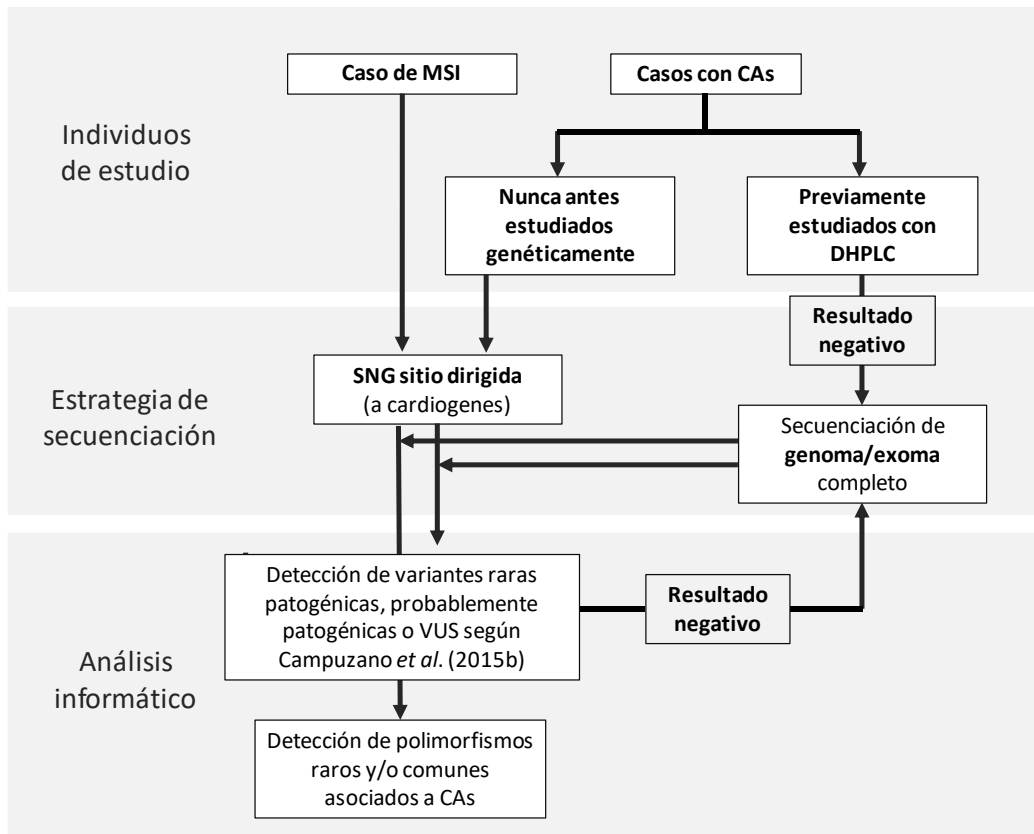 Caso de MSI
Casos con CAs
Individuos
de estudio
Nunca antes
estudiados
genéticamente
Previamente
estudiados con
DHPLC
Resultado
negativo
Estrategia de
secuenciación
SNG sitio dirigida
(a cardiogenes)
Secuenciación de
genoma/exoma
completo
Análisis
informático
Detección de variantes raras
patogénicas, probablemente
patogénicas o VUS según
Campuzano et al. (2015b)
Resultado
negativo
Detección de polimorfismos
raros y/o comunes
asociados a CAs